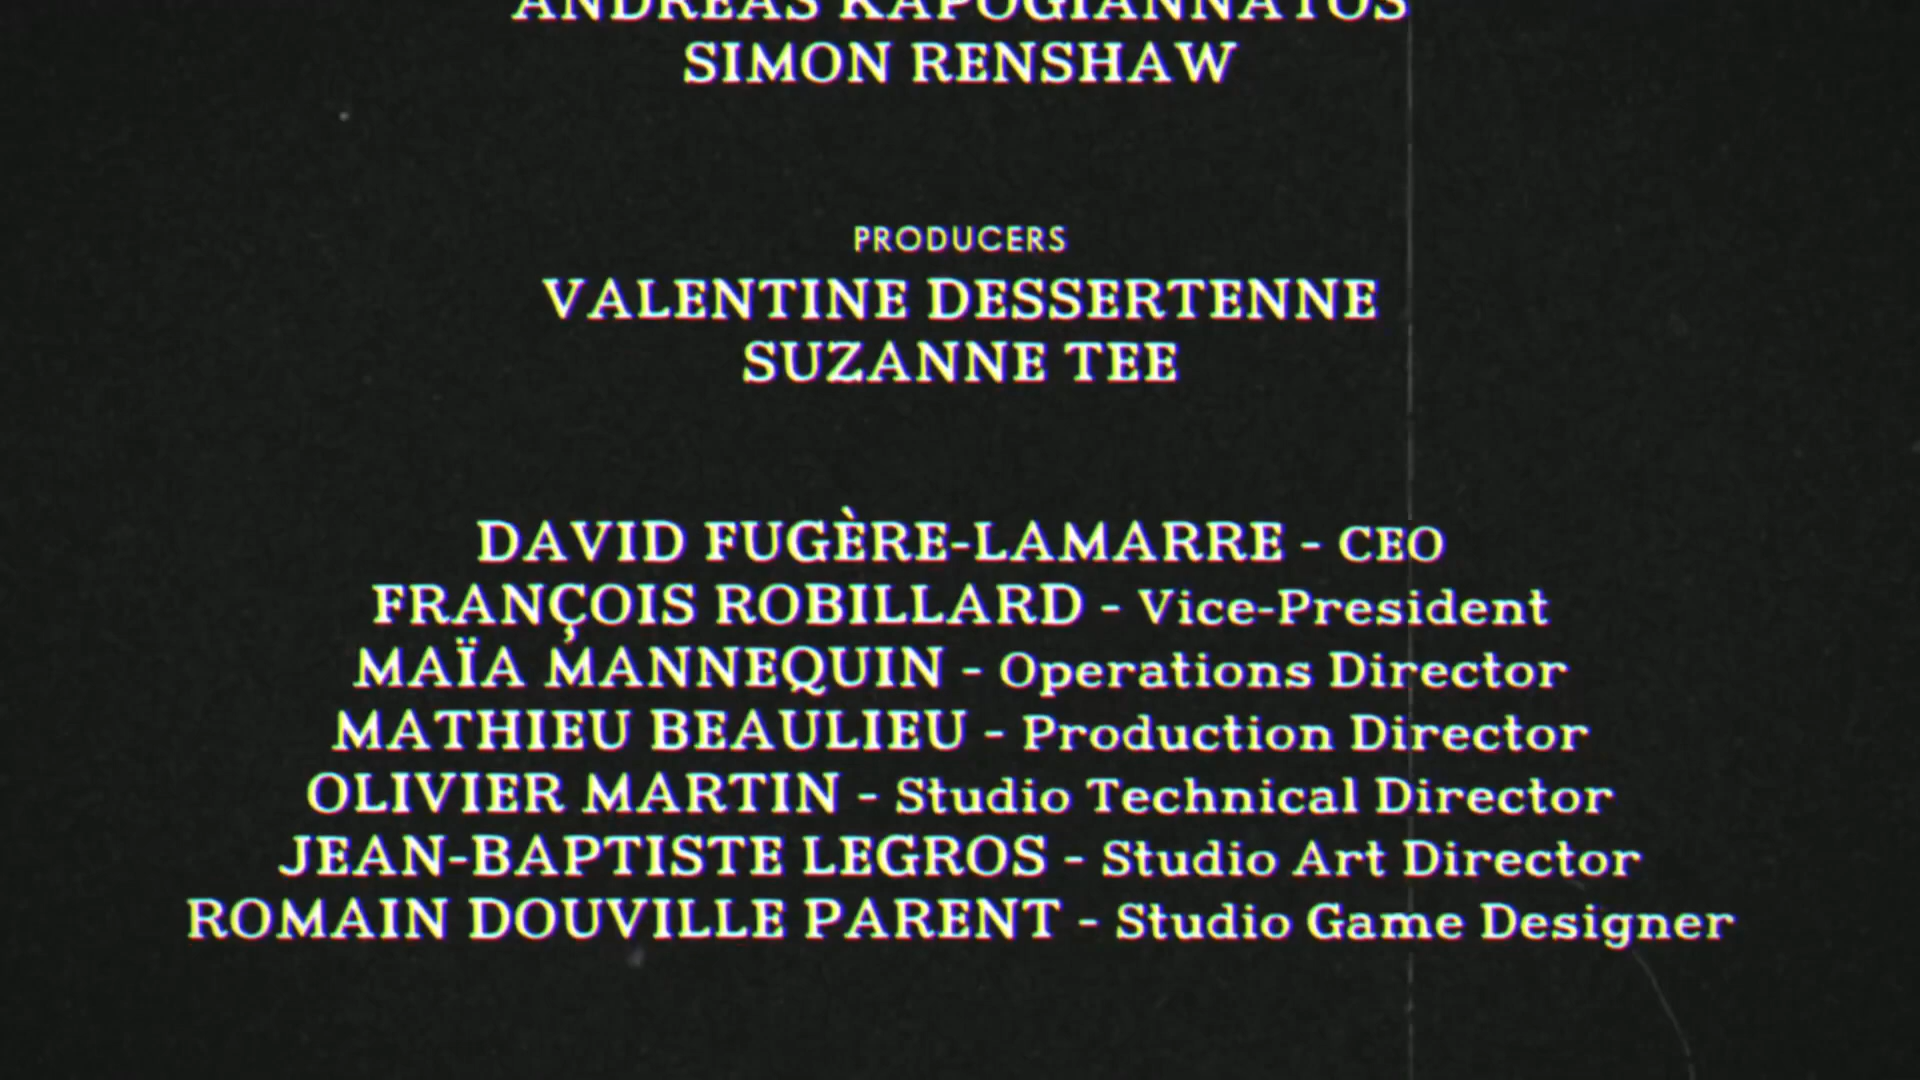 ANDREAS KAPOGIANNATOS
SIMON RENSHAW
PRODUCERS
VALENTINE DESSERTENNE
SUZANNE TEE
DAVID FUGÈRE-LAMARRE - CEO
FRANÇOIS ROBILLARD - Vice-President
MAÏA MANNEQUIN - Operations Director
MATHIEU BEAULIEU - Production Director
OLIVIER MARTIN - Studio Technical Director
JEAN-BAPTISTE LEGROS - Studio Art Director
ROMAIN DOUVILLE PARENT - Studio Game Designer